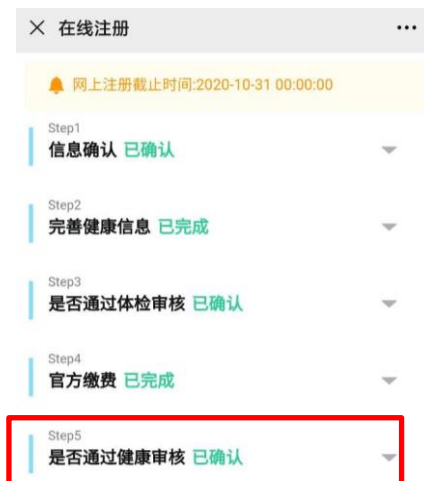 × 在线注册 •••
网上注册截止时间:2020-10-31 00:00:00
Step1
信息确认 已确认
Step2
完善健康信息 已完成
Step3
是否通过体检审核 已确认
Step4
官方缴费 已完成
Step5
是否通过健康审核 已确认